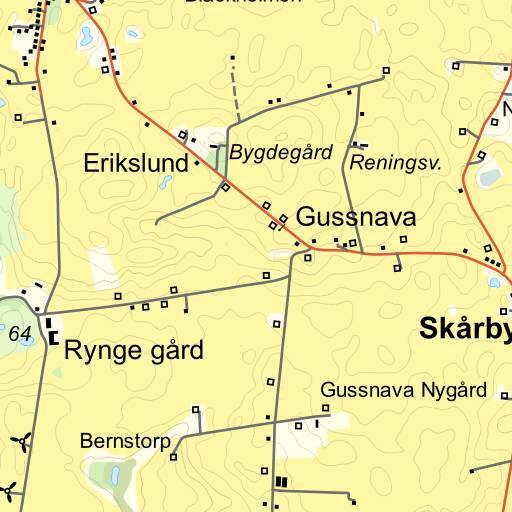 Bygdegård
Erikslund
Reningsv.
Gussnava
64
Skårby
Rynge gård
Gussnava Nygård
Bernstorp